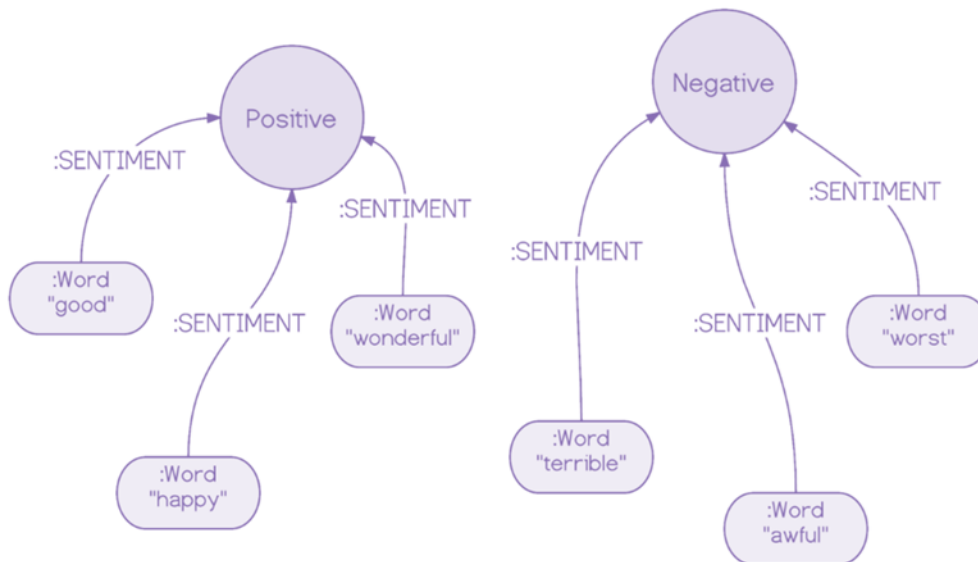 Positive
:SENTIMENT
:SENTIMENT
:SENTIMENT
:Word
"good"
:Word
"wonderful"
:Word
"happy"
Negative
:SENTIMENT
:SENTIMENT
:SENTIMENT
:Word
"worst"
:Word
"terrible"
:Word
"awful"